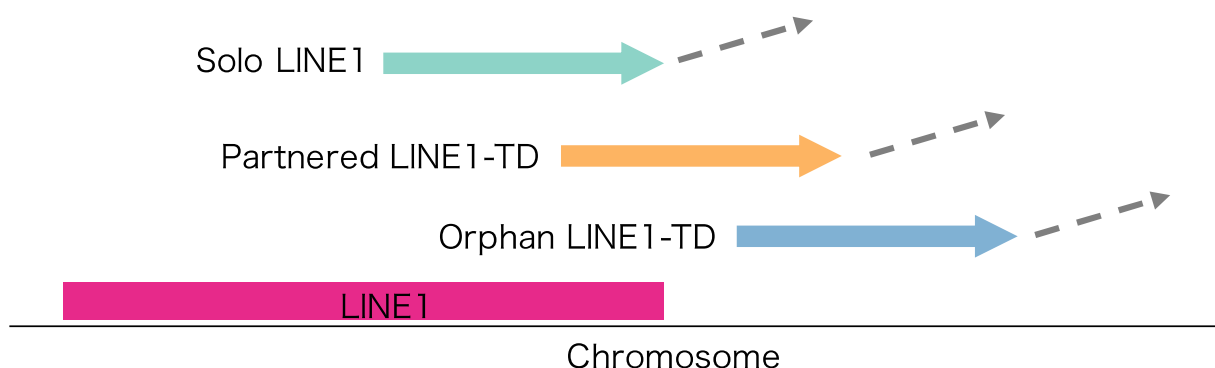 Solo LINE1
Partnered LINE1-TD
Orphan LINE1-TD
LINE1
Chromosome